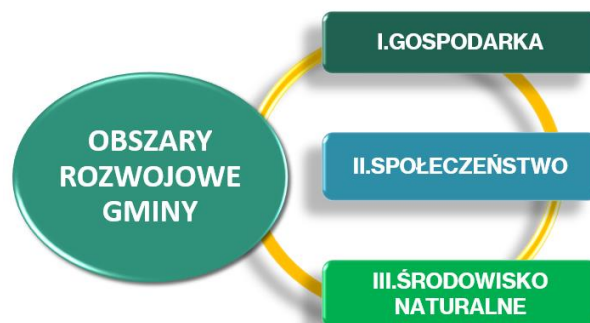 OBSZARY
ROZWOJOWE
GMINY
I.GOSPODARKA
II.SPOŁECZEŃSTWO
III.ŚRODOWISKO
NATURALNE